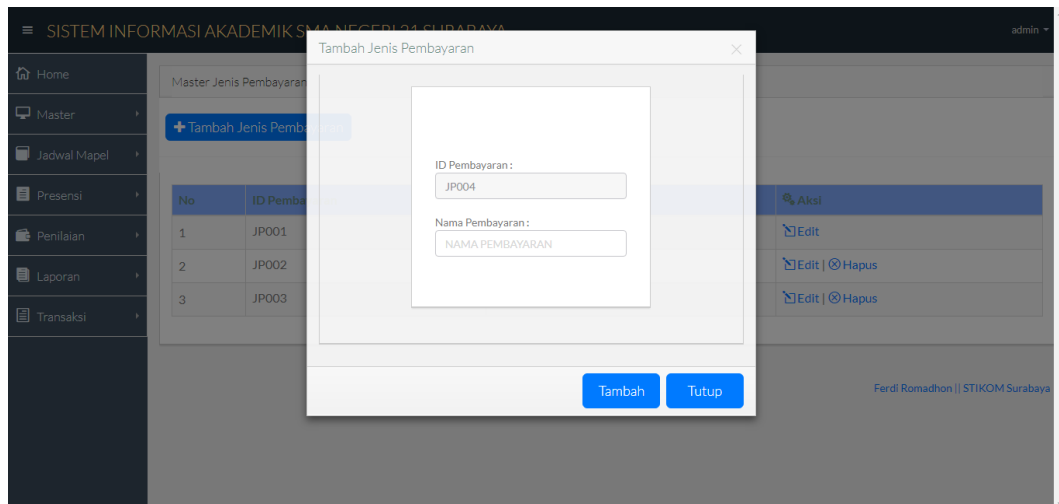 SISTEM INFORMASI AKADEMIK SMA NEGERI 21 SURABAYA
admin
Tambah Jenis Pembayaran
Home
Master
Jadwal Mapel
Presensi
Penilaian
Laporan
Transaksi
Master Jenis Pembayaran
Tambah Jenis Pembayaran
No ID Pemba Aksi
1 JP001 Edit
2 JP002 Edit | Hapus
3 JP003 Edit | Hapus
ID Pembayaran :
JP004
Nama Pembayaran :
NAMA PEMBAYARAN
Tambah Tutup
Ferdi Romadhon || STIKOM Surabaya